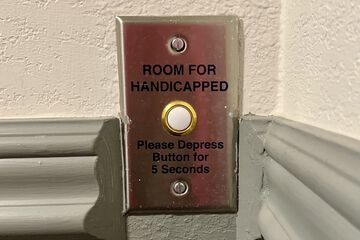 ROOM FOR
HANDICAPPED
Please Depress
Button for
5 Seconds